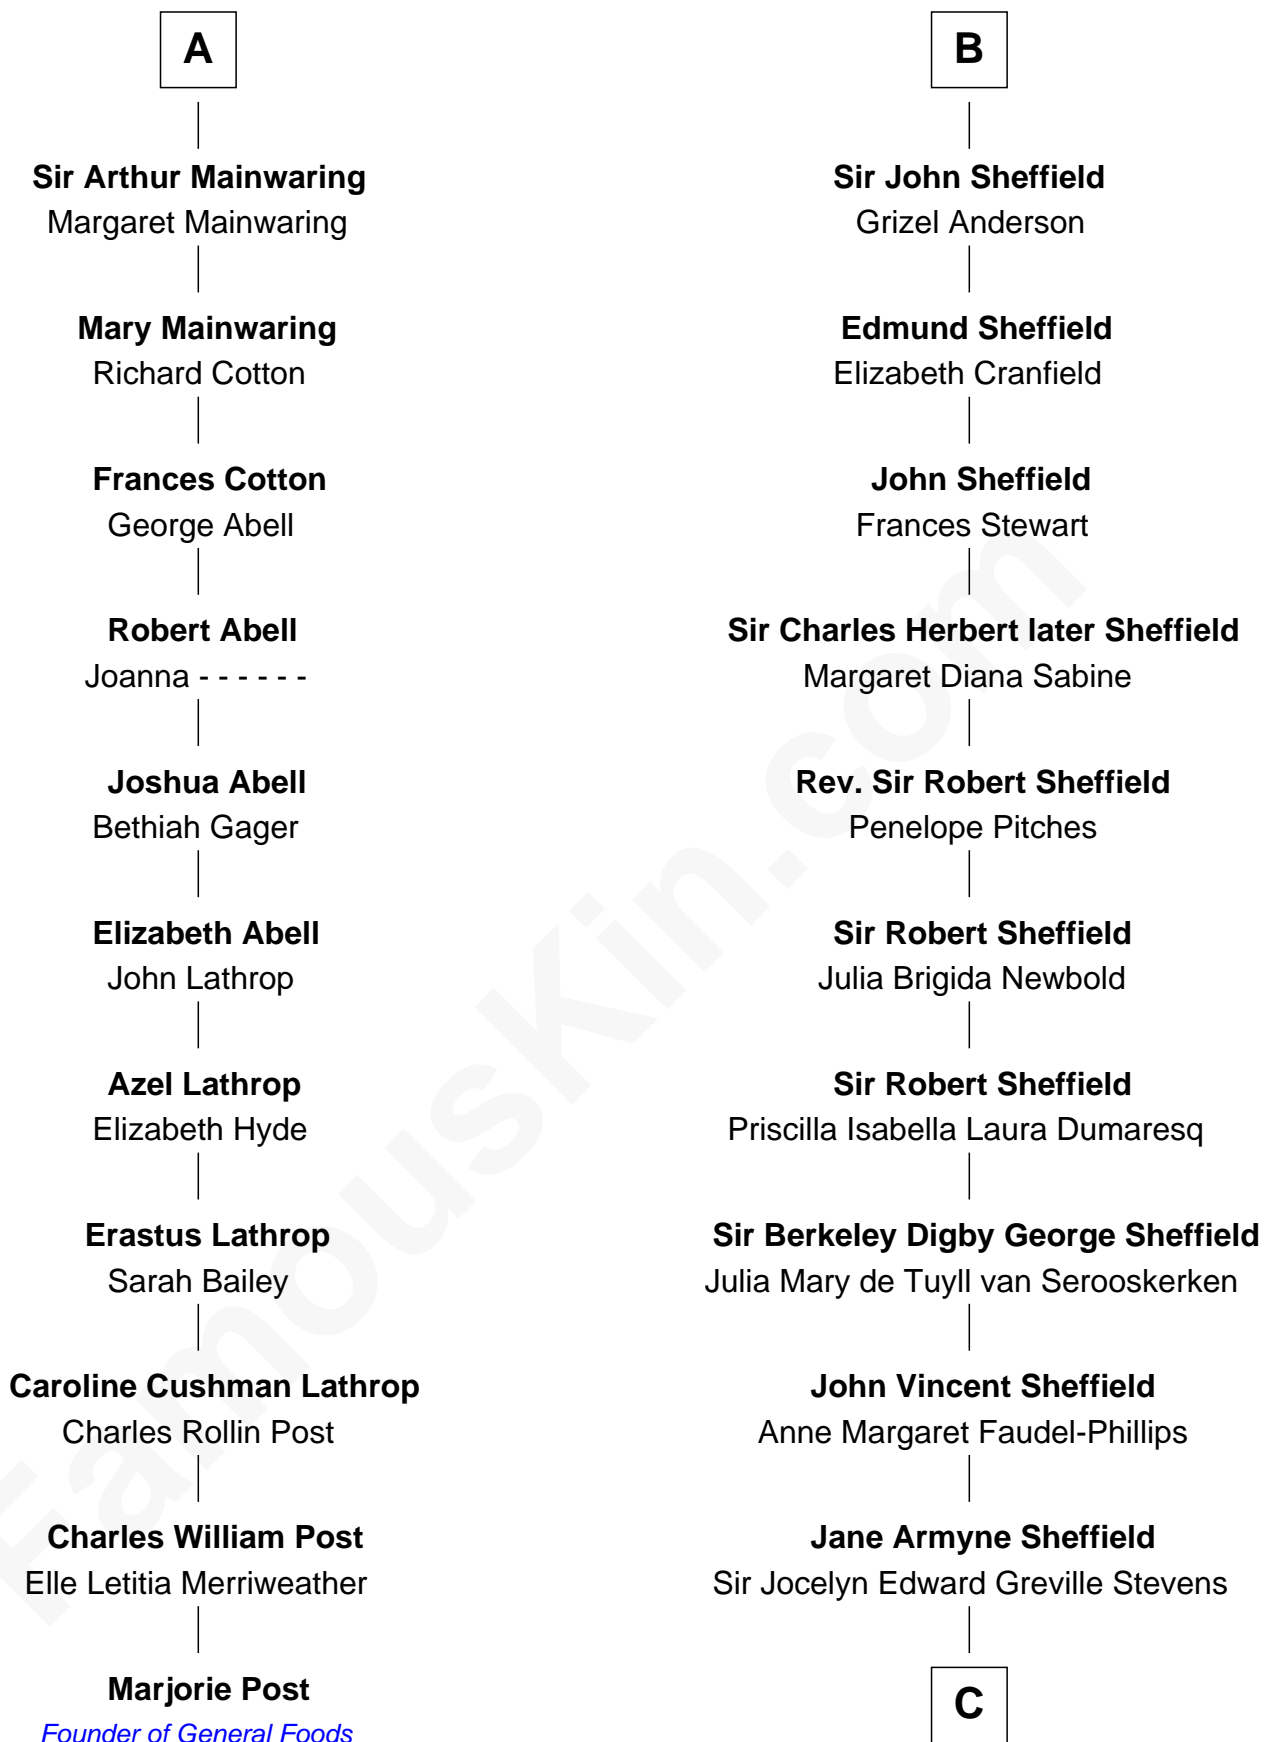 A
Sir Arthur Mainwaring
Margaret Mainwaring
Mary Mainwaring
Richard Cotton
Frances Cotton
George Abell
Robert Abell
Joanna - - - - - -
Joshua Abell
Bethiah Gager
Elizabeth Abell
John Lathrop
Azel Lathrop
Elizabeth Hyde
Erastus Lathrop
Sarah Bailey
Caroline Cushman Lathrop
Charles Rollin Post
Charles William Post
Elle Letitia Merriweather
Marjorie Post
Founder of General Foods
B
Sir John Sheffield
Grizel Anderson
Edmund Sheffield
Elizabeth Cranfield
John Sheffield
Frances Stewart
Sir Charles Herbert later Sheffield
Margaret Diana Sabine
Rev. Sir Robert Sheffield
Penelope Pitches
Sir Robert Sheffield
Julia Brigida Newbold
Sir Robert Sheffield
Priscilla Isabella Laura Dumaresq
Sir Berkeley Digby George Sheffield
Julia Mary de Tuyll van Serooskerken
John Vincent Sheffield
Anne Margaret Faudel-Phillips
Jane Armyne Sheffield
Sir Jocelyn Edward Greville Stevens
C
FamousKin.com